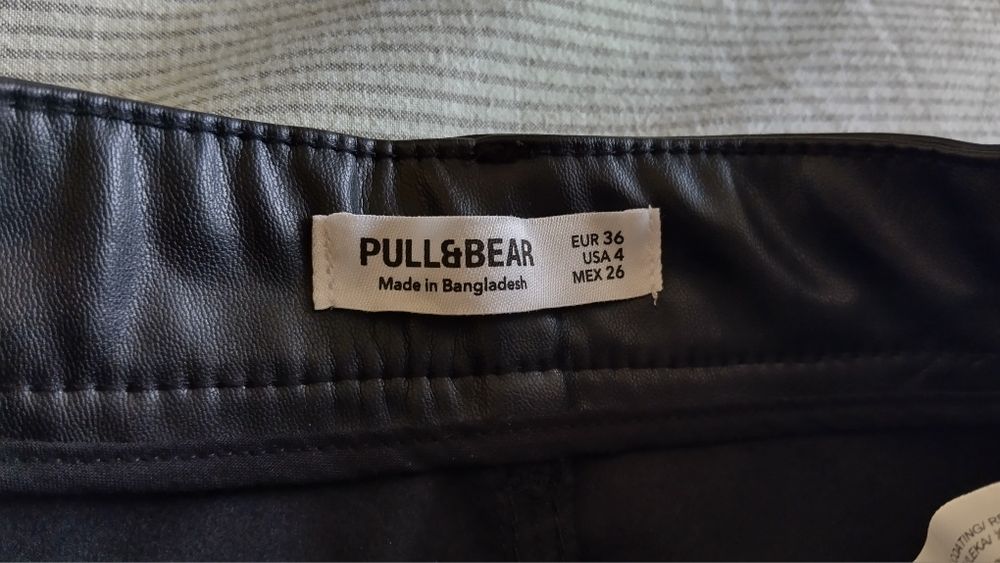 PULL&BEAR
Made in Bangladesh
EUR 36
USA 4
MEX 26